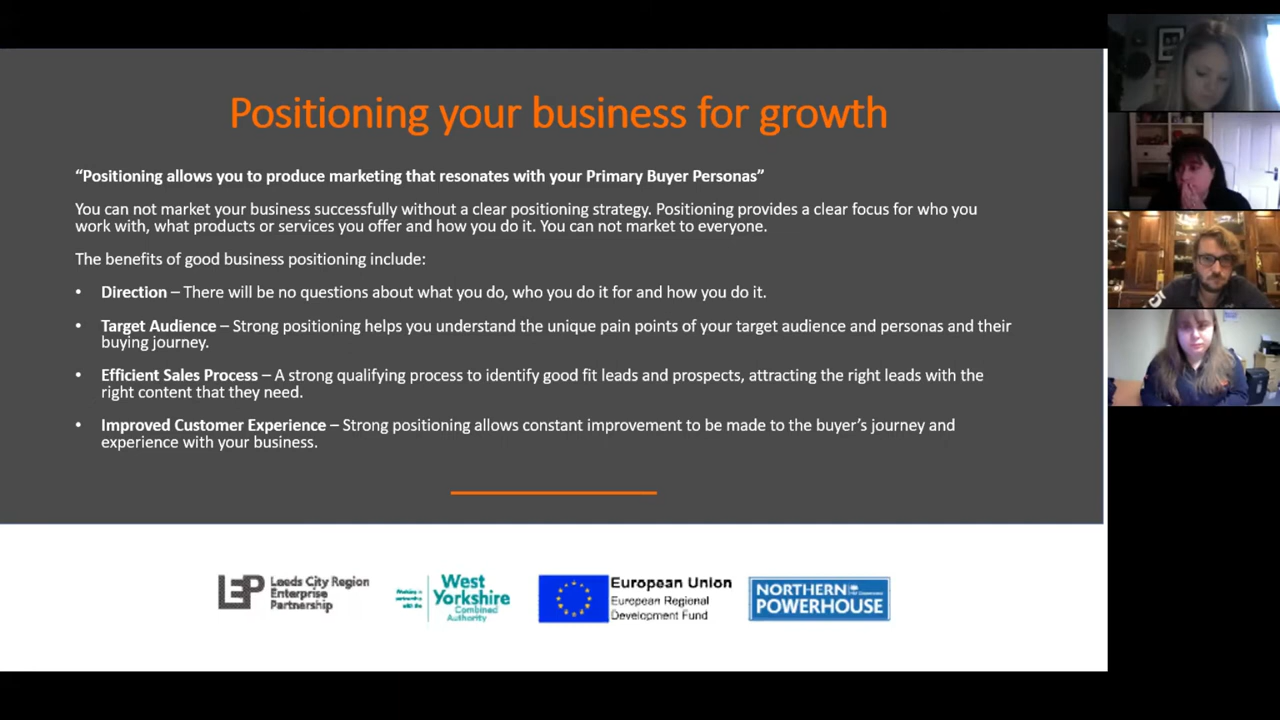 Positioning your business for growth
“Positioning allows you to produce marketing that resonates with your Primary Buyer Personas”
You can not market your business successfully without a clear positioning strategy. Positioning provides a clear focus for who you
work with, what products or services you offer and how you do it. You can not market to everyone.
The benefits of good business positioning include:
• Direction – There will be no questions about what you do, who you do it for and how you do it.
• Target Audience – Strong positioning helps you understand the unique pain points of your target audience and personas and their
buying journey.
• Efficient Sales Process – A strong qualifying process to identify good fit leads and prospects, attracting the right leads with the
right content that they need.
• Improved Customer Experience – Strong positioning allows constant improvement to be made to the buyer’s journey and
experience with your business.
LEP
Leeds City Region
Enterprise
Partnership
Working in
partnership
with the
West
Yorkshire
Combined
Authority
European Union
European Regional
Development Fund
NORTHERN
POWERHOUSE
5